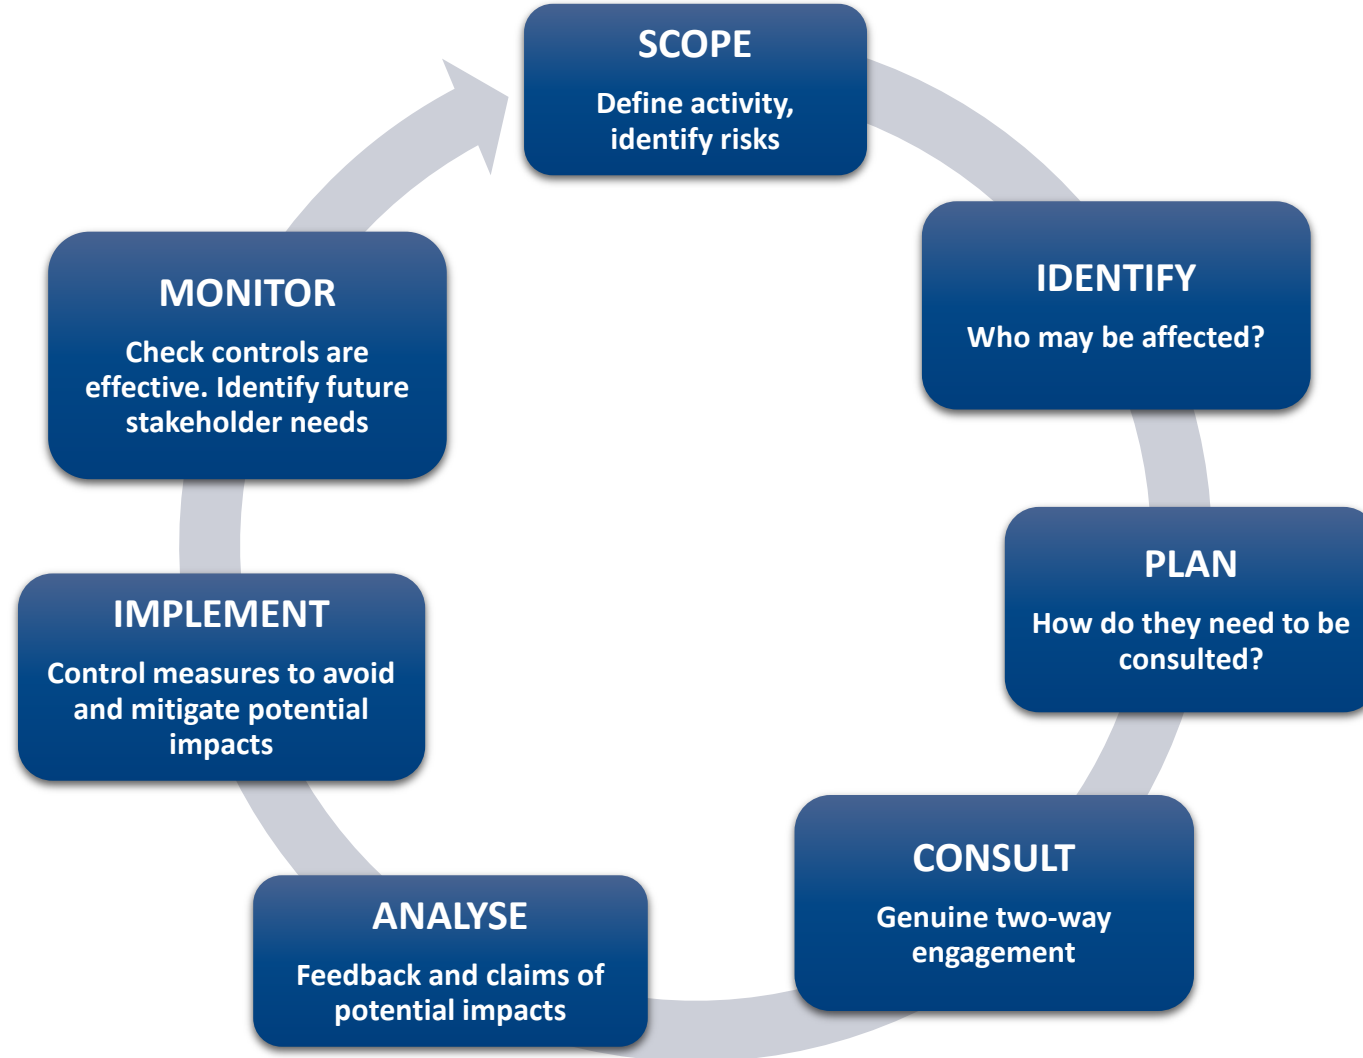 SCOPE
Define activity,
identify risks
IDENTIFY
Who may be affected?
PLAN
How do they need to be
consulted?
CONSULT
Genuine two-way
engagement
ANALYSE
Feedback and claims of
potential impacts
IMPLEMENT
Control measures to avoid
and mitigate potential
impacts
MONITOR
Check controls are
effective. Identify future
stakeholder needs